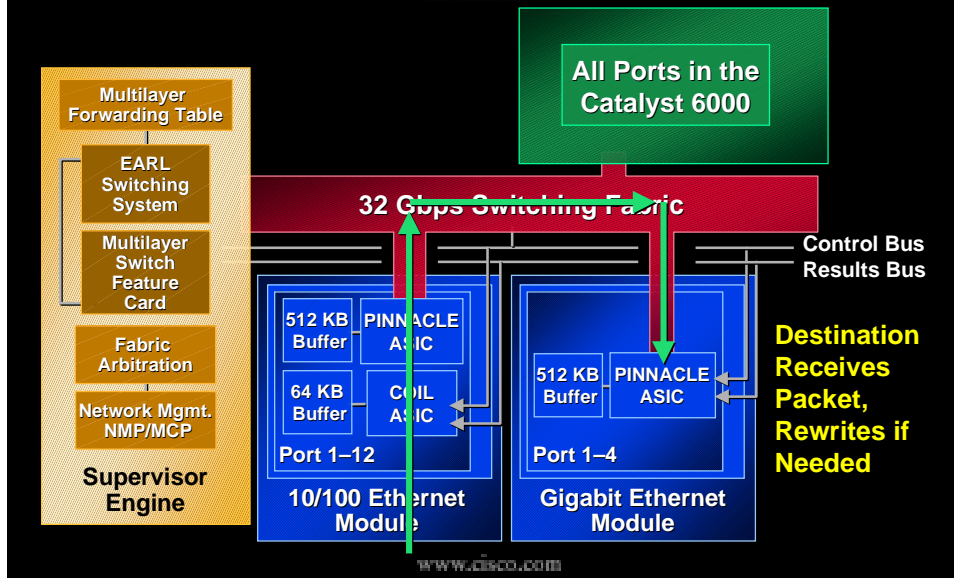 All Ports in the
Catalyst 6000
Multilayer
Forwarding Table
EARL
Switching
System
Multilayer
Switch
Feature
Card
Fabric
Arbitration
Network Mgmt.
NMP/MCP
Supervisor
Engine
32 Gbps Switching Fabric
Control Bus
Results Bus
512 KB
Buffer
PINNACLE
ASIC
64 KB
Buffer
COIL
ASIC
Port 1–12
10/100 Ethernet
Module
512 KB
Buffer
PINNACLE
ASIC
Port 1–4
Gigabit Ethernet
Module
Destination
Receives
Packet,
Rewrites if
Needed
www.cisco.com